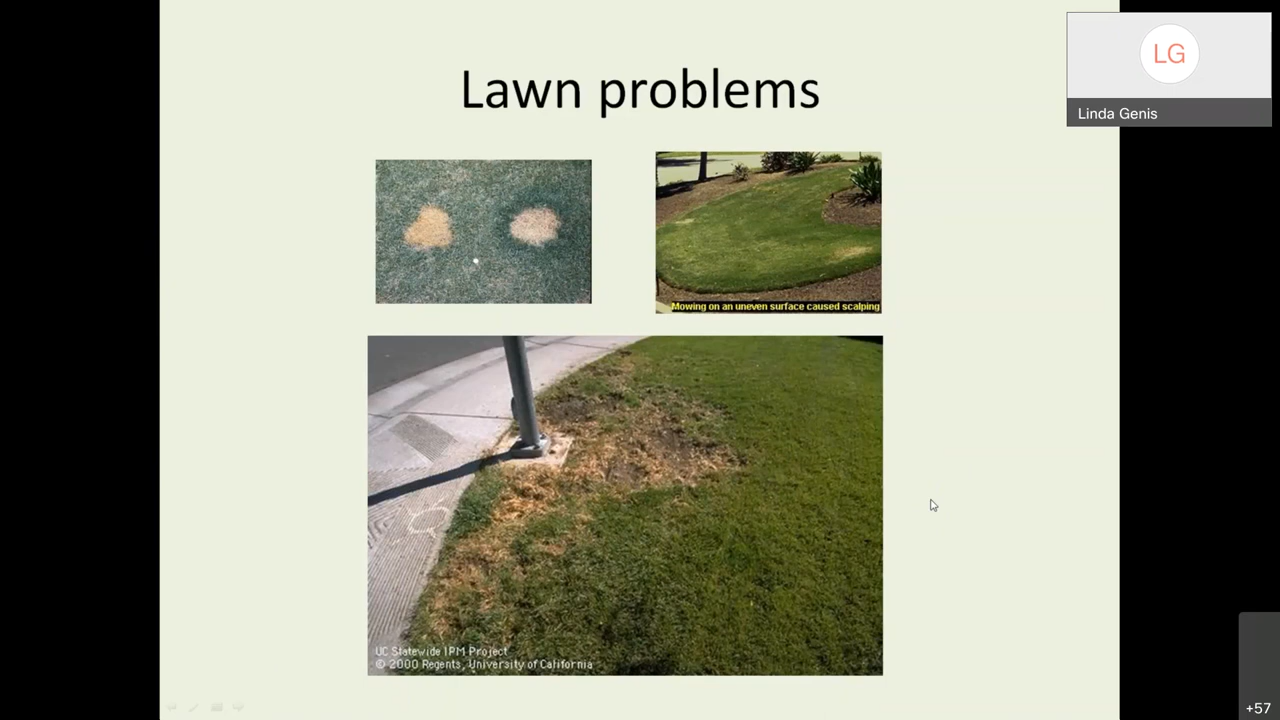 Lawn problems
LG
Linda Genis
Mowing on an uneven surface caused scalping
UC Statewide IPM Project
© 2000 Regents, University of California
+57